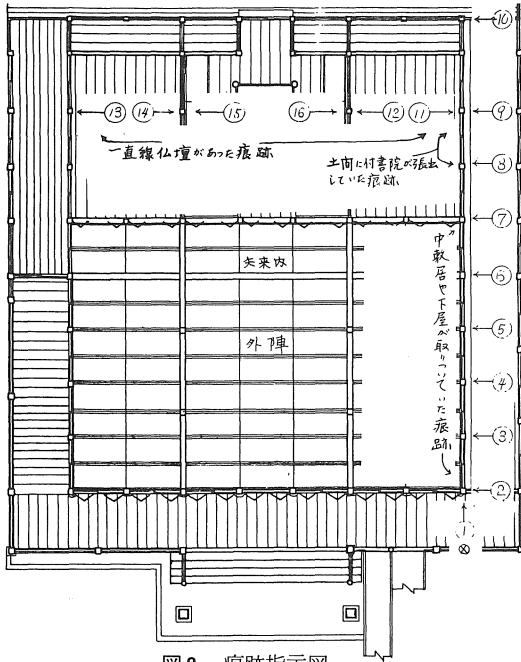 ⑩
⑬ ⑭ ⑮ ⑯ ⑫ ⑪ ⑨
一直線仏壇があった痕跡
土間に付書院が張出
していた痕跡
⑧
⑦
矢来内
⑥
外陣
⑤
④
③
②
①
中敷居や下屋が取りついていた痕跡
図2 痕跡指示図